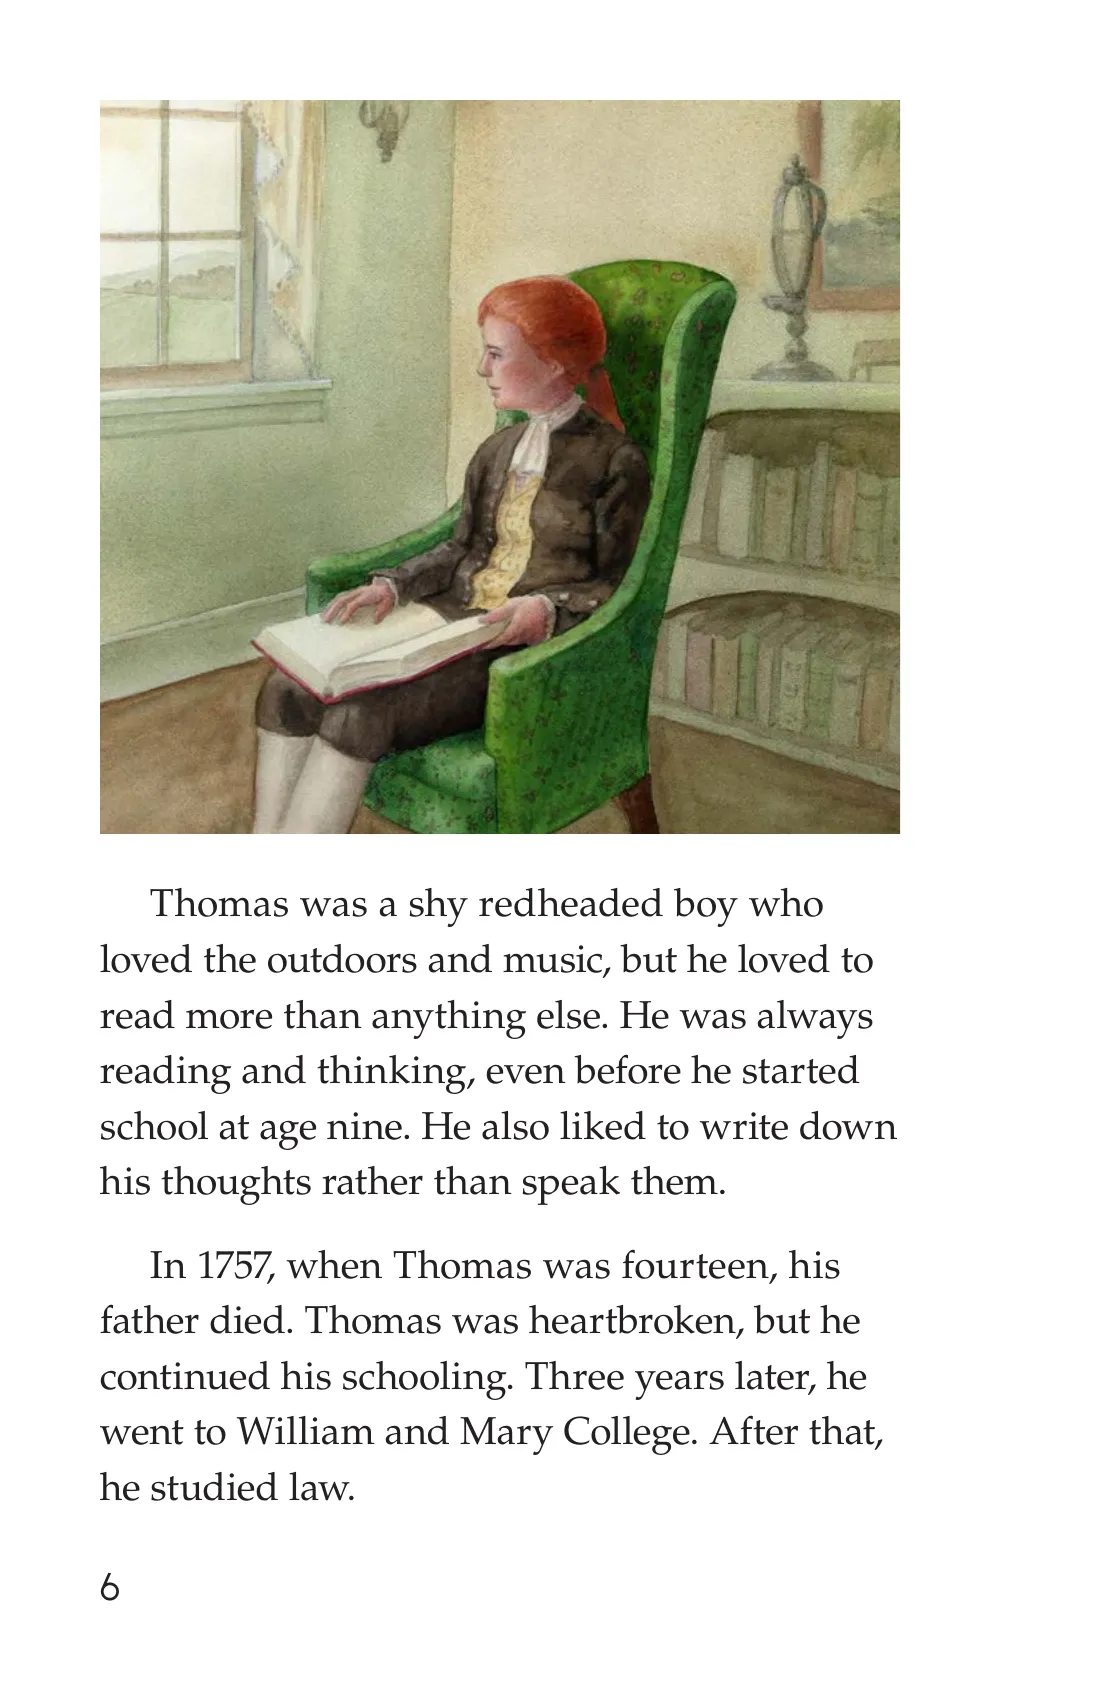 Thomas was a shy redheaded boy who
loved the outdoors and music, but he loved to
read more than anything else. He was always
reading and thinking, even before he started
school at age nine. He also liked to write down
his thoughts rather than speak them.
In 1757, when Thomas was fourteen, his
father died. Thomas was heartbroken, but he
continued his schooling. Three years later, he
went to William and Mary College. After that,
he studied law.
6